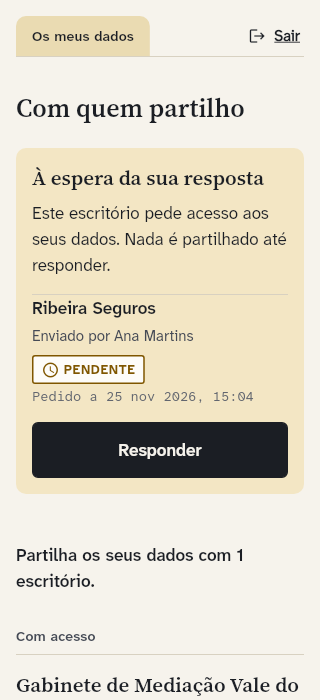 Os meus dados
Sair
Com quem partilho
À espera da sua resposta
Este escritório pede acesso aos
seus dados. Nada é partilhado até
responder.
Ribeira Seguros
Enviado por Ana Martins
PENDENTE
Pedido a 25 nov 2026, 15:04
Responder
Partilha os seus dados com 1
escritório.
Com acesso
Gabinete de Mediação Vale do